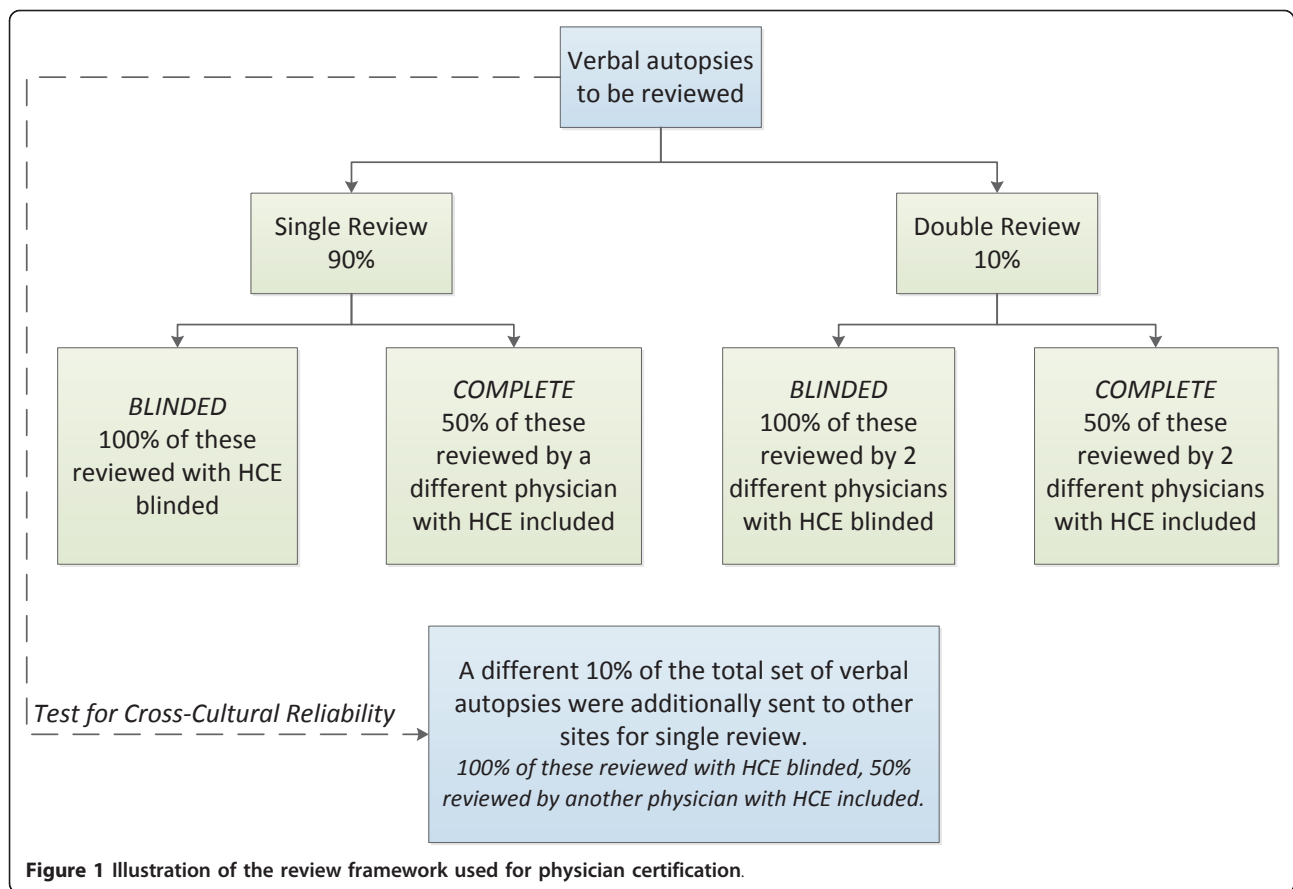 Verbal autopsies
to be reviewed
Single Review
90%
Double Review
10%
BLINDED
100% of these
reviewed with HCE
blinded
COMPLETE
50% of these
reviewed by a
different physician
with HCE included
BLINDED
100% of these
reviewed by 2
different physicians
with HCE blinded
COMPLETE
50% of these
reviewed by 2
different physicians
with HCE included
Test for Cross-Cultural Reliability
A different 10% of the total set of verbal
autopsies were additionally sent to other
sites for single review.
100% of these reviewed with HCE blinded, 50%
reviewed by another physician with HCE included.
Figure 1 Illustration of the review framework used for physician certification.